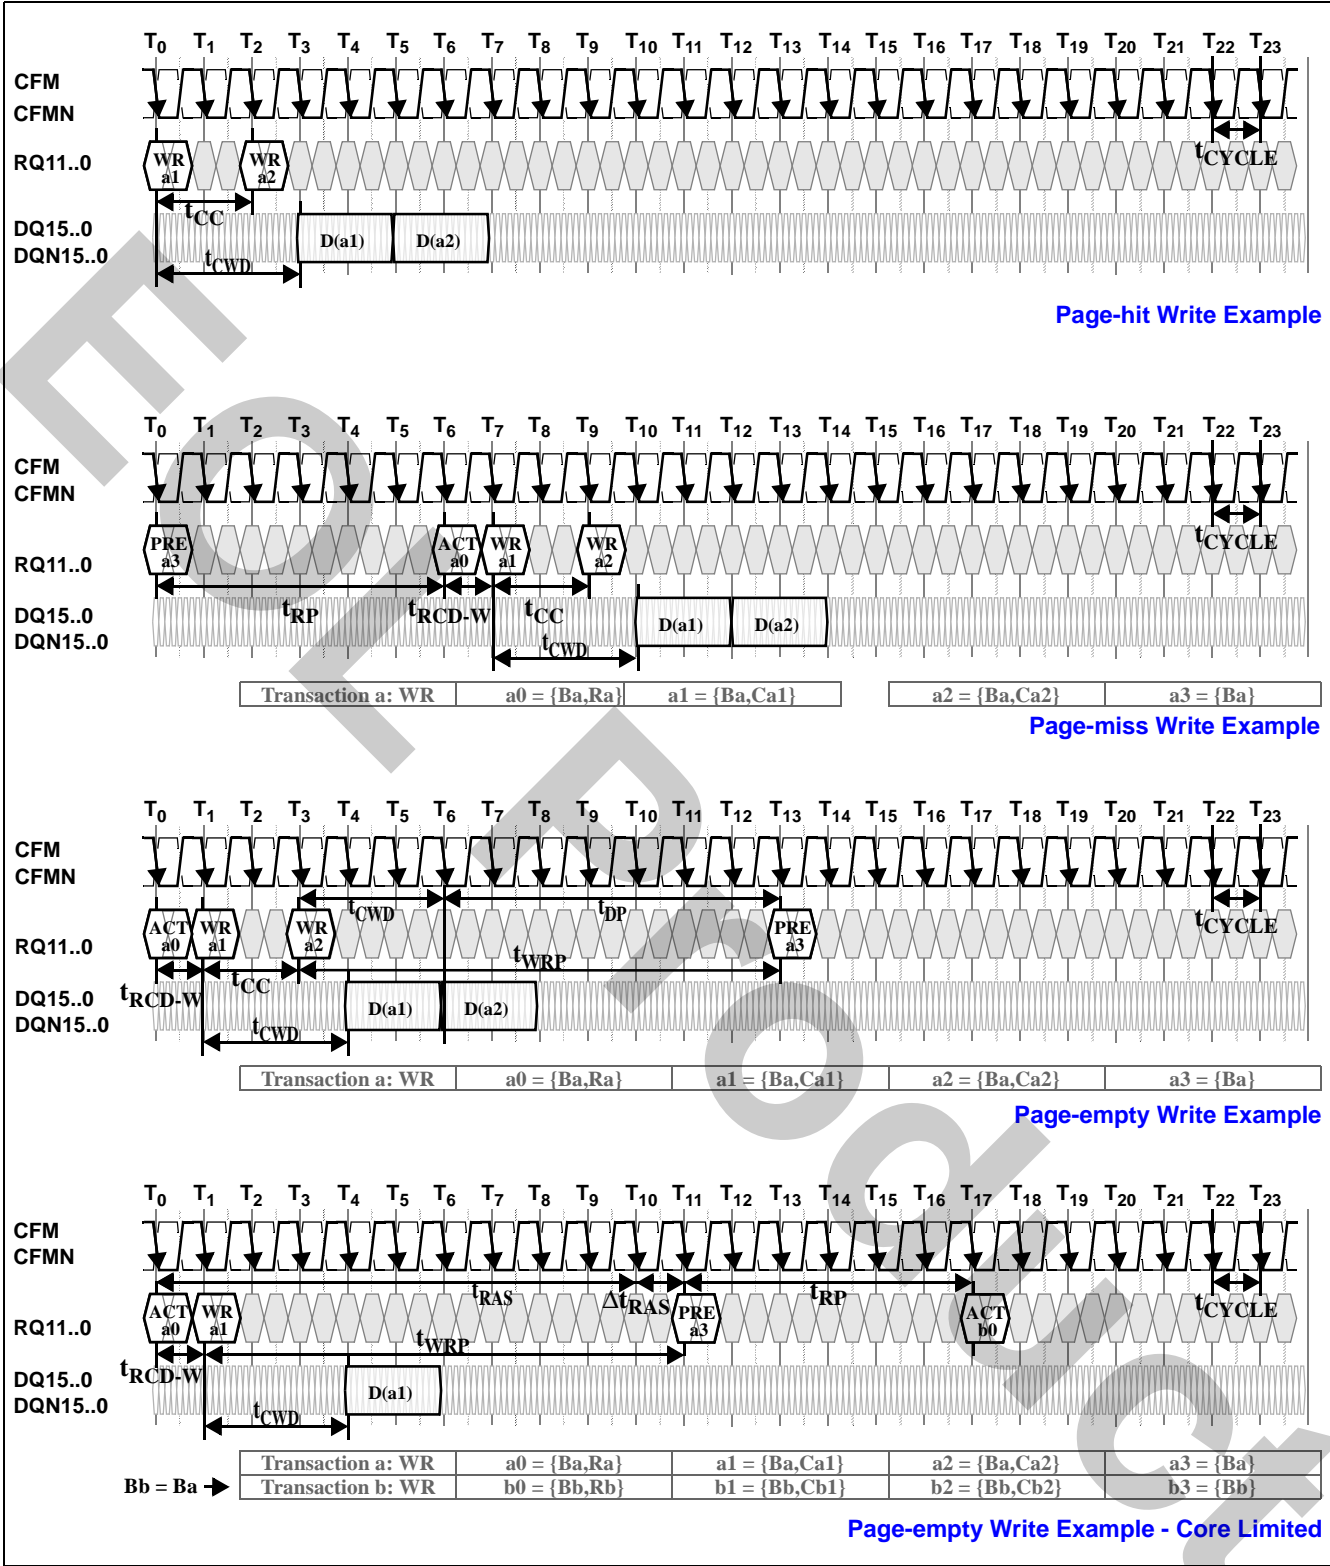 T0 T1 T2 T3 T4 T5 T6 T7 T8 T9 T10 T11 T12 T13 T14 T15 T16 T17 T18 T19 T20 T21 T22 T23
CFM
CFMN
RQ11..0 WR a1 WR a2 tCYCLE
tCC
DQ15..0
DQN15..0 D(a1) D(a2)
tCWD
Page-hit Write Example
T0 T1 T2 T3 T4 T5 T6 T7 T8 T9 T10 T11 T12 T13 T14 T15 T16 T17 T18 T19 T20 T21 T22 T23
CFM
CFMN
RQ11..0 PRE a3 ACT a0 WR a1 WR a2 tCYCLE
tRP tRCD-W tCC
DQ15..0
DQN15..0 D(a1) D(a2)
tCWD
Transaction a: WR a0 = {Ba,Ra} a1 = {Ba,Ca1} a2 = {Ba,Ca2} a3 = {Ba}
Page-miss Write Example
T0 T1 T2 T3 T4 T5 T6 T7 T8 T9 T10 T11 T12 T13 T14 T15 T16 T17 T18 T19 T20 T21 T22 T23
CFM
CFMN
tCWD tDP
RQ11..0 ACT a0 WR a1 WR a2 PRE a3 tCYCLE
tWRP
tRCD-W tCC
DQ15..0
DQN15..0 D(a1) D(a2)
tCWD
Transaction a: WR a0 = {Ba,Ra} a1 = {Ba,Ca1} a2 = {Ba,Ca2} a3 = {Ba}
Page-empty Write Example
T0 T1 T2 T3 T4 T5 T6 T7 T8 T9 T10 T11 T12 T13 T14 T15 T16 T17 T18 T19 T20 T21 T22 T23
CFM
CFMN
tRAS ΔtRAS tRP
RQ11..0 ACT a0 WR a1 PRE a3 ACT b0 tCYCLE
tWRP
tRCD-W
DQ15..0
DQN15..0 D(a1)
tCWD
Transaction a: WR a0 = {Ba,Ra} a1 = {Ba,Ca1} a2 = {Ba,Ca2} a3 = {Ba}
Bb = Ba Transaction b: WR b0 = {Bb,Rb} b1 = {Bb,Cb1} b2 = {Bb,Cb2} b3 = {Bb}
Page-empty Write Example - Core Limited
EOL Product